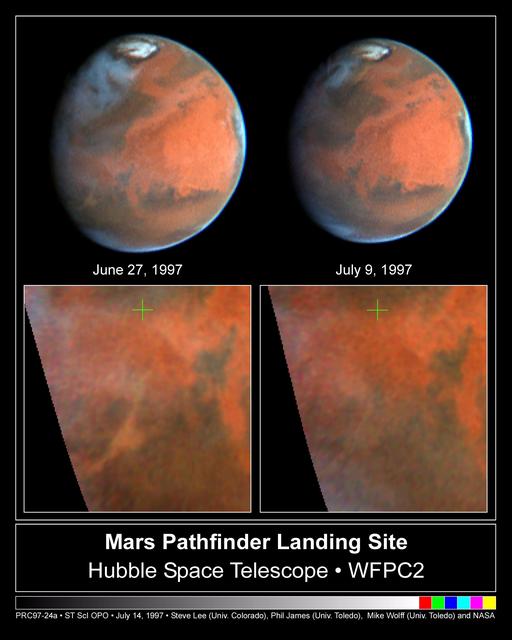 June 27, 1997
July 9, 1997
Mars Pathfinder Landing Site
Hubble Space Telescope • WFPC2
PRC97-24a • ST ScI OPO • July 14, 1997 • Steve Lee (Univ. Colorado), Phil James (Univ. Toledo), Mike Wolff (Univ. Toledo) and NASA